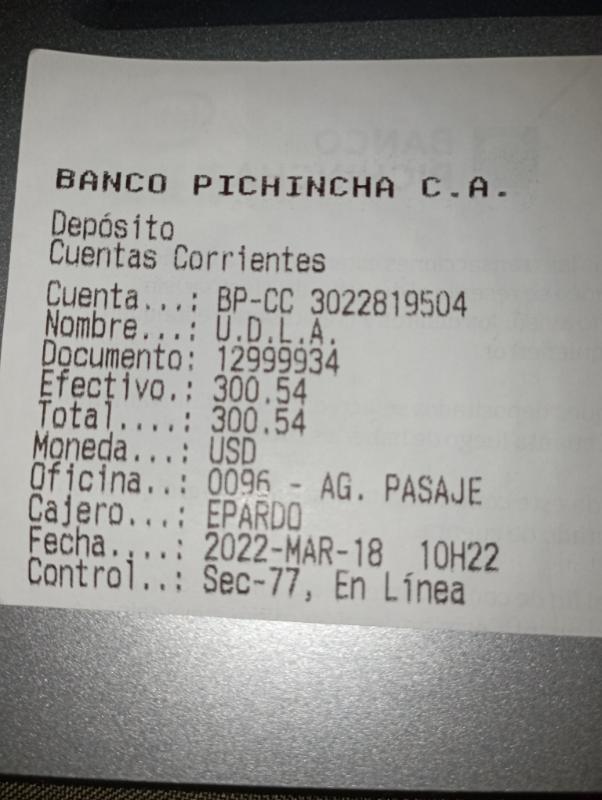 BANCO PICHINCHA C.A.
Depósito
Cuentas Corrientes
Cuenta...: BP-CC 3022819504
Nombre...: U.D.L.A.
Documento: 12999934
Efectivo.: 300.54
Total....: 300.54
Moneda...: USD
Oficina..: 0096 - AG. PASAJE
Cajero...: EPARDO
Fecha....: 2022-MAR-18 10H22
Control..: Sec-77, En Línea